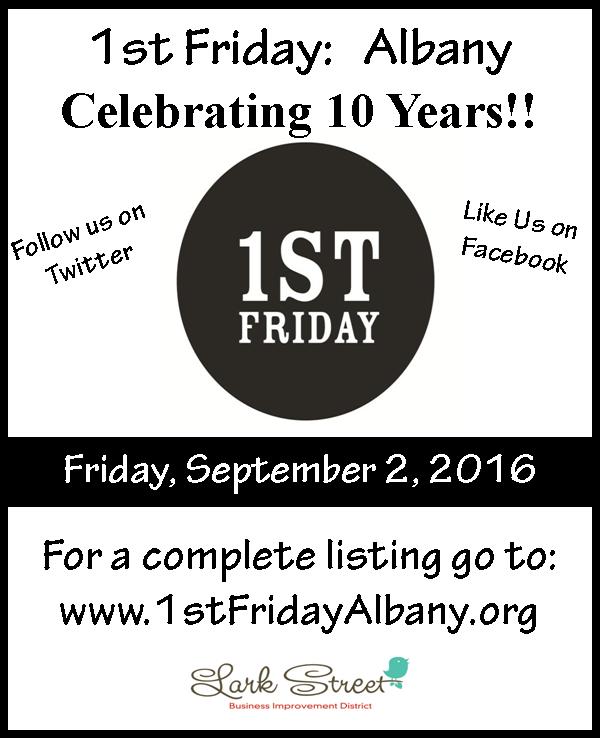 1st Friday: Albany
Celebrating 10 Years!!
Follow us on
Twitter
Like Us on
Facebook
1ST
FRIDAY
Friday, September 2, 2016
For a complete listing go to:
www.1stFridayAlbany.org
Lark Street
Business Improvement District